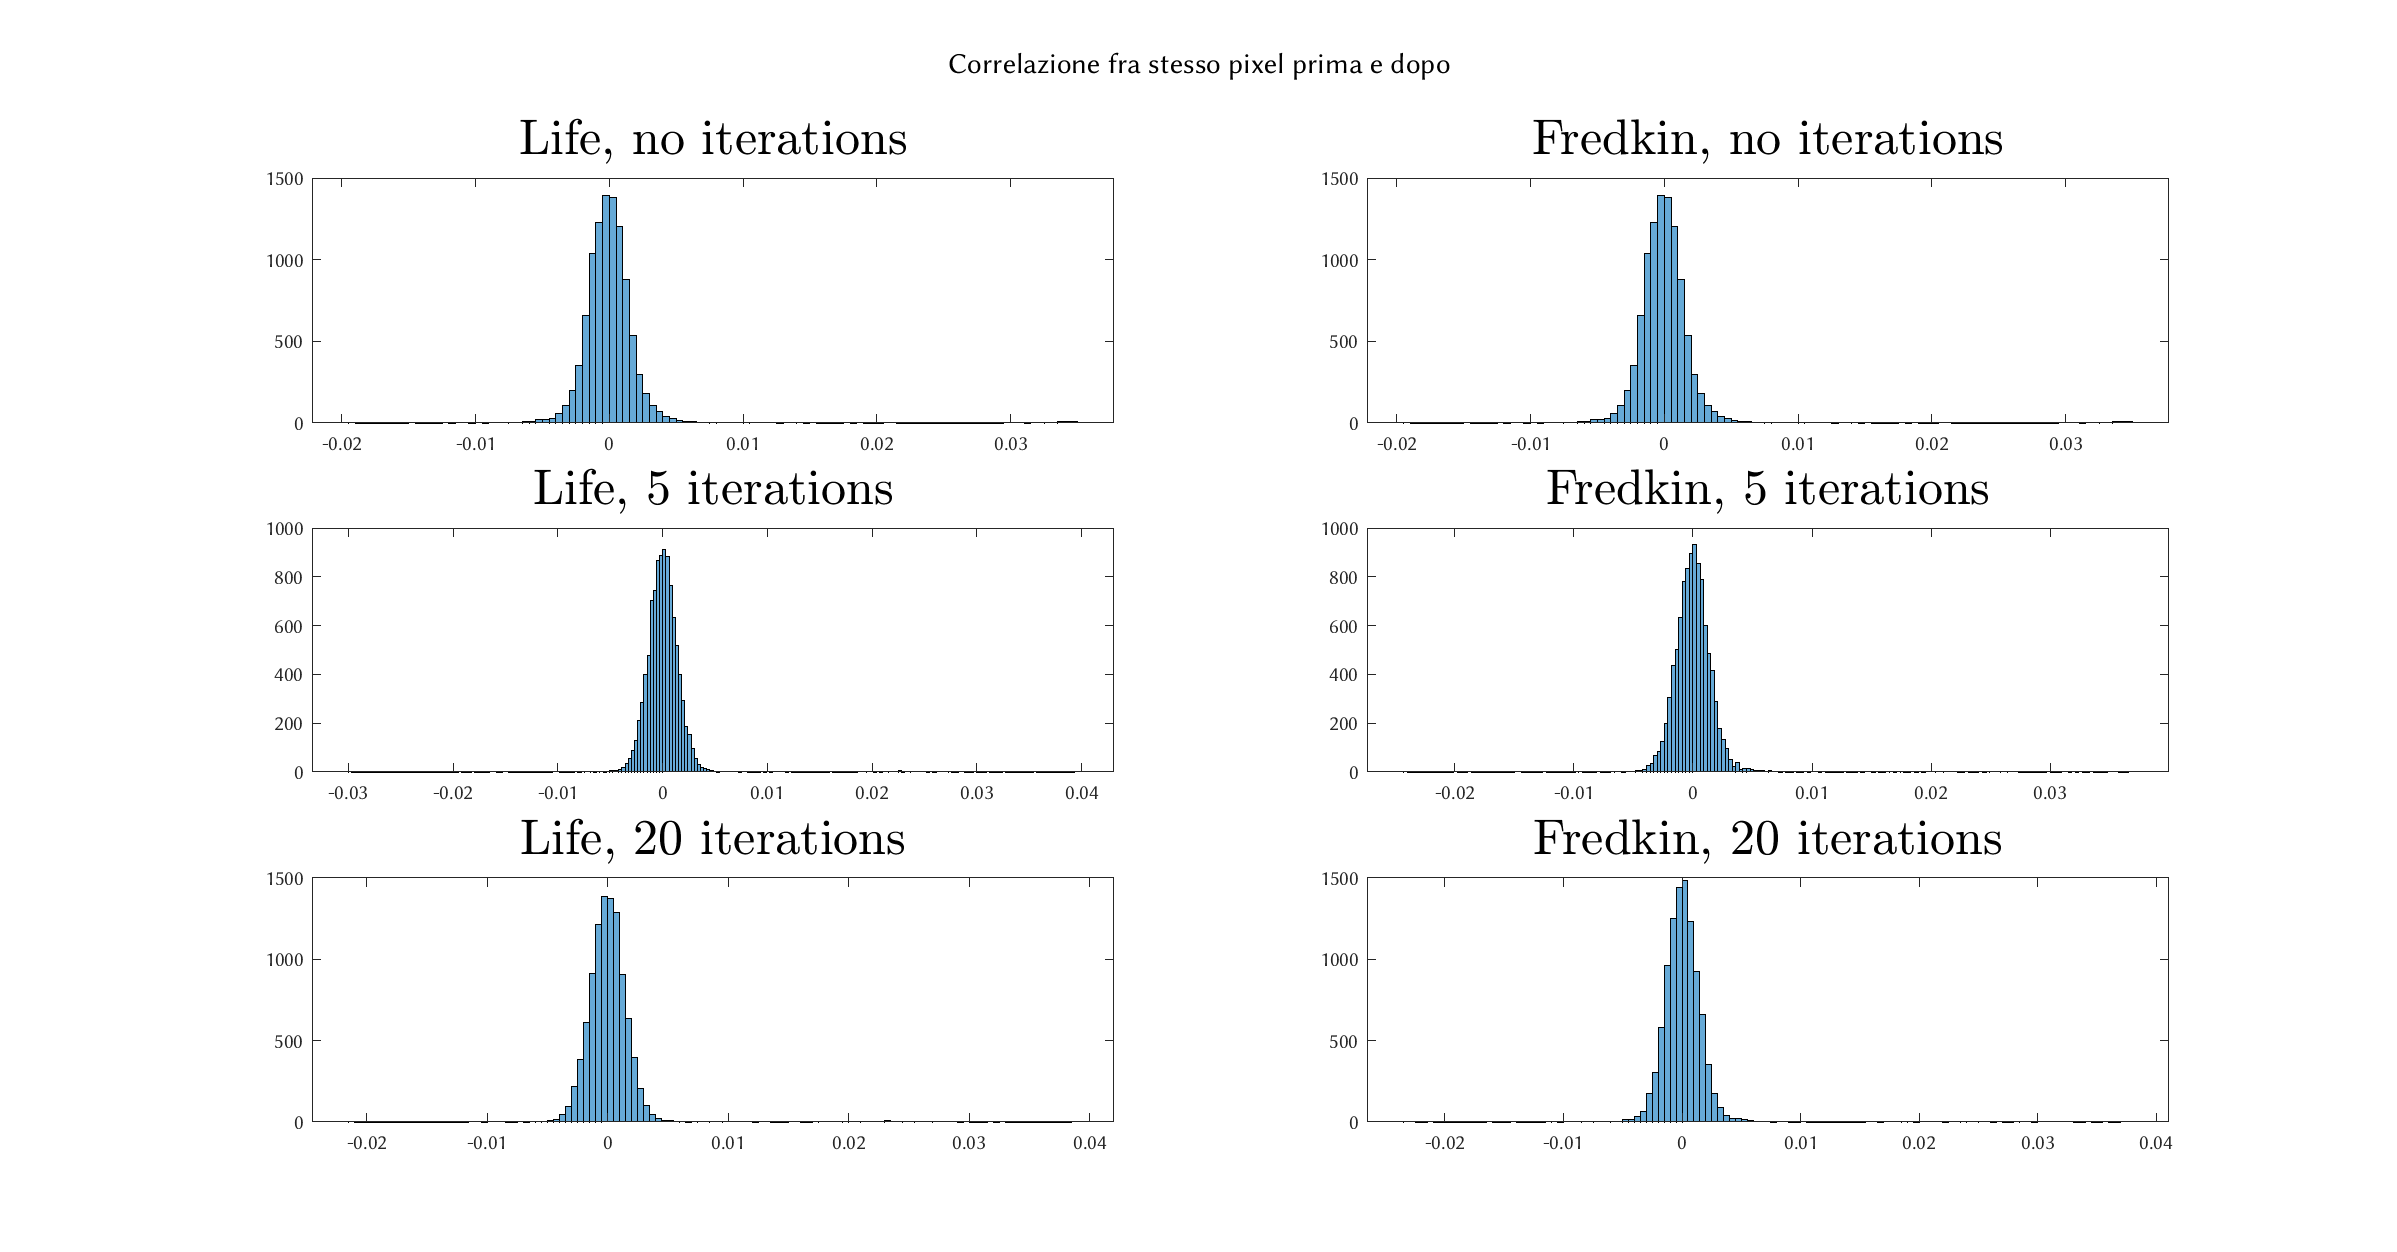 Correlazione fra stesso pixel prima e dopo
Life, no iterations
1500
1000
500
0
-0.02 -0.01 0 0.01 0.02 0.03
Fredkin, no iterations
1500
1000
500
0
-0.02 -0.01 0 0.01 0.02 0.03
Life, 5 iterations
1000
800
600
400
200
0
-0.03 -0.02 -0.01 0 0.01 0.02 0.03 0.04
Fredkin, 5 iterations
1000
800
600
400
200
0
-0.02 -0.01 0 0.01 0.02 0.03
Life, 20 iterations
1500
1000
500
0
-0.02 -0.01 0 0.01 0.02 0.03 0.04
Fredkin, 20 iterations
1500
1000
500
0
-0.02 -0.01 0 0.01 0.02 0.03 0.04